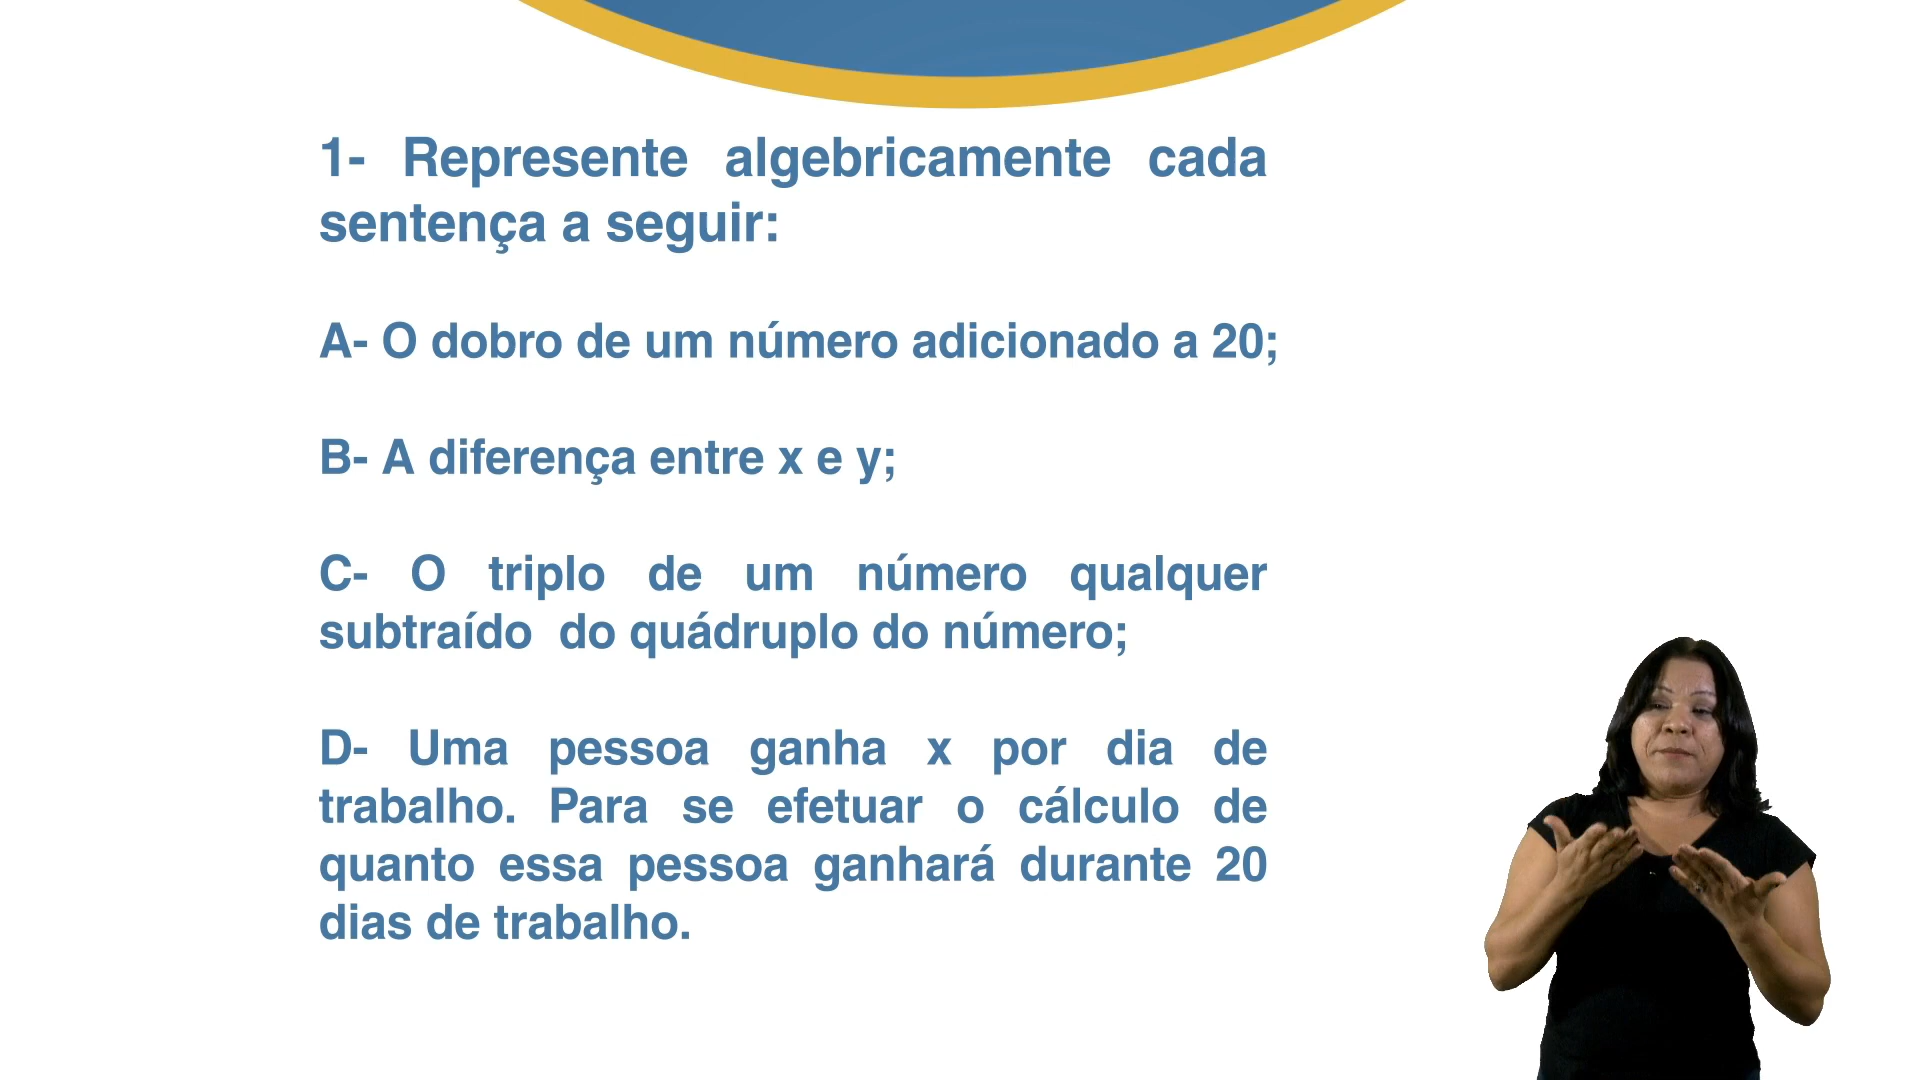 1- Represente algebricamente cada
sentença a seguir:
A- O dobro de um número adicionado a 20;
B- A diferença entre x e y;
C- O triplo de um número qualquer
subtraído do quádruplo do número;
D- Uma pessoa ganha x por dia de
trabalho. Para se efetuar o cálculo de
quanto essa pessoa ganhará durante 20
dias de trabalho.